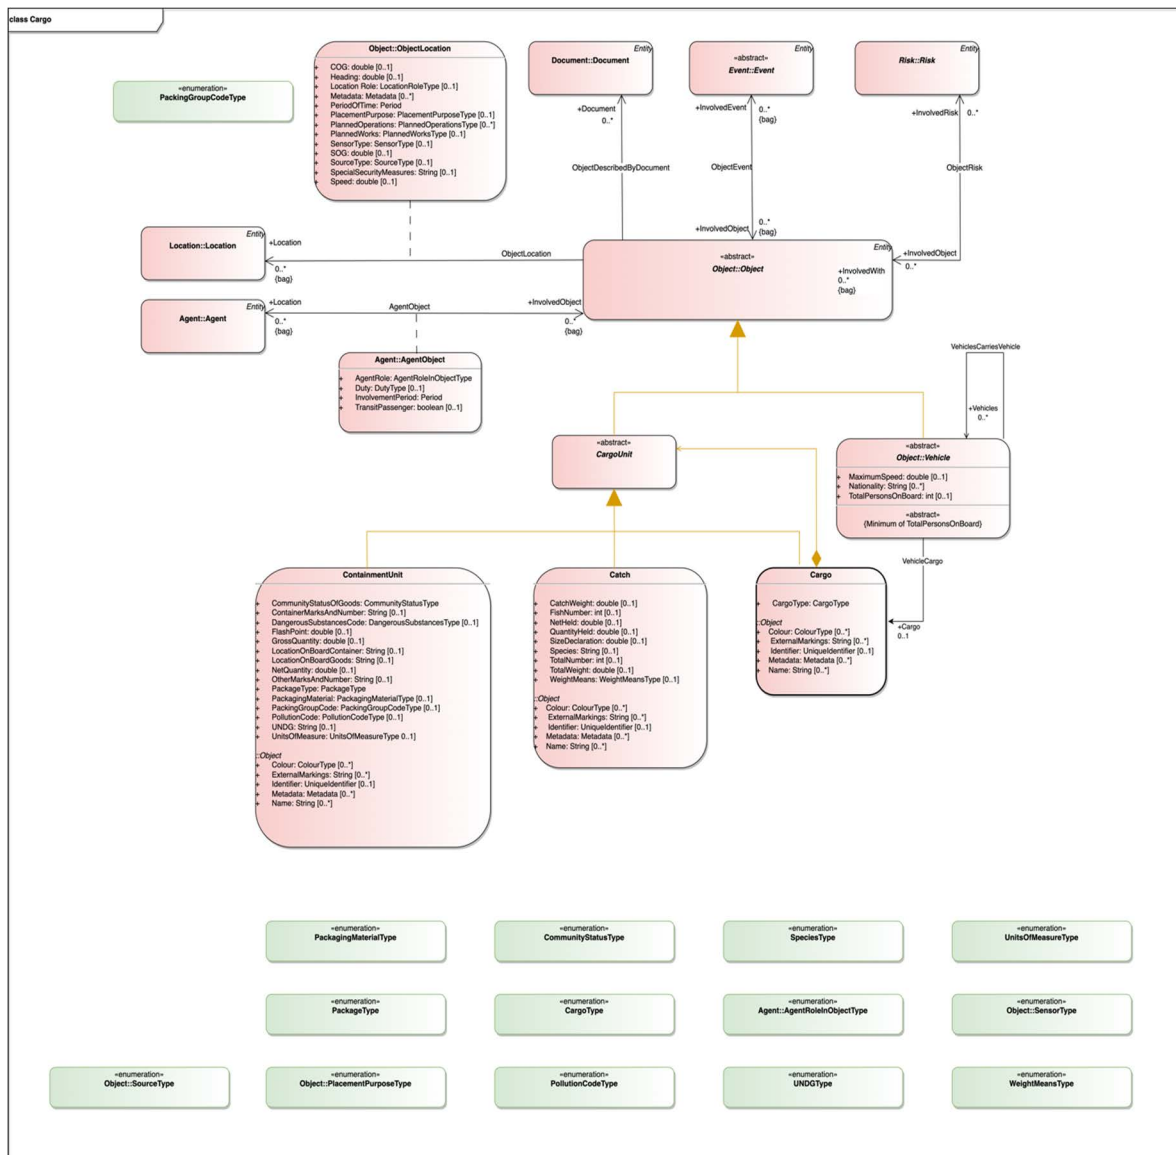 class Cargo
«enumeration»
PackingGroupCodeType
Object::ObjectLocation
+ COG: double [0..1]
+ Heading: double [0..1]
+ Location Role: LocationRoleType [0..1]
+ Metadata: Metadata [0..*]
+ PeriodOfTime: Period
+ PlacementPurpose: PlacementPurposeType [0..1]
+ PlannedOperations: PlannedOperationsType [0..*]
+ PlannedWorks: PlannedWorksType [0..1]
+ SensorType: SensorType [0..1]
+ SOG: double [0..1]
+ SourceType: SourceType [0..1]
+ SpecialSecurityMeasures: String [0..1]
+ Speed: double [0..1]
Entity
Document::Document
Entity
«abstract»
Event::Event
Entity
Risk::Risk
+Document
0..*
+InvolvedEvent
0..*
{bag}
+InvolvedRisk
0..*
ObjectDescribedByDocument
ObjectEvent
ObjectRisk
Entity
Location::Location
+Location
0..*
{bag}
ObjectLocation
+InvolvedObject
0..*
{bag}
Entity
«abstract»
Object::Object
+InvolvedWith
0..*
{bag}
+InvolvedObject
0..*
Entity
Agent::Agent
+Location
0..*
{bag}
AgentObject
+InvolvedObject
0..*
{bag}
Agent::AgentObject
+ AgentRole: AgentRoleInObjectType
+ Duty: DutyType [0..1]
+ InvolvementPeriod: Period
+ TransitPassenger: boolean [0..1]
VehiclesCarriesVehicle
+Vehicles
0..*
«abstract»
CargoUnit
«abstract»
Object::Vehicle
+ MaximumSpeed: double [0..1]
+ Nationality: String [0..*]
+ TotalPersonsOnBoard: int [0..1]
«abstract»
{Minimum of TotalPersonsOnBoard}
VehicleCargo
+Cargo
0..1
ContainmentUnit
+ CommunityStatusOfGoods: CommunityStatusType
+ ContainerMarksAndNumber: String [0..1]
+ DangerousSubstancesCode: DangerousSubstancesType [0..1]
+ FlashPoint: double [0..1]
+ GrossQuantity: double [0..1]
+ LocationOnBoardContainer: String [0..1]
+ LocationOnBoardGoods: String [0..1]
+ NetQuantity: double [0..1]
+ OtherMarksAndNumber: String [0..1]
+ PackageType: PackageType
+ PackagingMaterial: PackagingMaterialType [0..1]
+ PackingGroupCode: PackingGroupCodeType [0..1]
+ PollutionCode: PollutionCodeType [0..1]
+ UNDG: String [0..1]
+ UnitsOfMeasure: UnitsOfMeasureType 0..1]
::Object
+ Colour: ColourType [0..*]
+ ExternalMarkings: String [0..*]
+ Identifier: UniqueIdentifier [0..1]
+ Metadata: Metadata [0..*]
+ Name: String [0..*]
Catch
+ CatchWeight: double [0..1]
+ FishNumber: int [0..1]
+ NetHeld: double [0..1]
+ QuantityHeld: double [0..1]
+ SizeDeclaration: double [0..1]
+ Species: String [0..1]
+ TotalNumber: int [0..1]
+ TotalWeight: double [0..1]
+ WeightMeans: WeightMeansType [0..1]
::Object
+ Colour: ColourType [0..*]
+ ExternalMarkings: String [0..*]
+ Identifier: UniqueIdentifier [0..1]
+ Metadata: Metadata [0..*]
+ Name: String [0..*]
Cargo
+ CargoType: CargoType
::Object
+ Colour: ColourType [0..*]
+ ExternalMarkings: String [0..*]
+ Identifier: UniqueIdentifier [0..1]
+ Metadata: Metadata [0..*]
+ Name: String [0..*]
«enumeration»
PackagingMaterialType
«enumeration»
CommunityStatusType
«enumeration»
SpeciesType
«enumeration»
UnitsOfMeasureType
«enumeration»
PackageType
«enumeration»
CargoType
«enumeration»
Agent::AgentRoleInObjectType
«enumeration»
Object::SensorType
«enumeration»
Object::SourceType
«enumeration»
Object::PlacementPurposeType
«enumeration»
PollutionCodeType
«enumeration»
UNDGType
«enumeration»
WeightMeansType